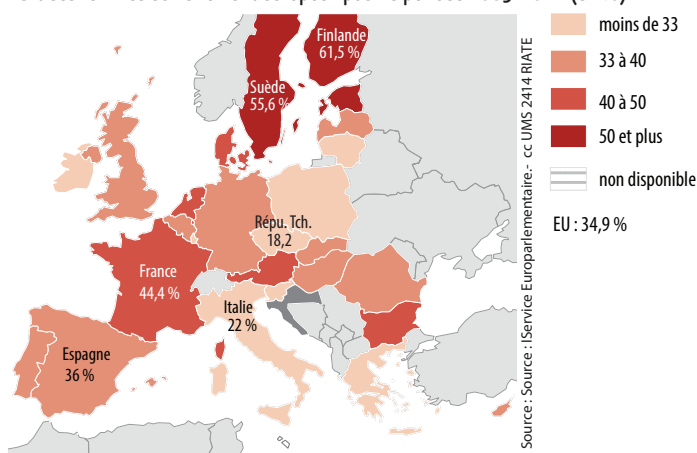 Finlande
61,5 %
Suède
55,6 %
Répu. Tch.
18,2
France
44,4 %
Italie
22 %
Espagne
36 %
moins de 33
33 à 40
40 à 50
50 et plus
non disponible
EU : 34,9 %
Source : Source : IService Europarlementaire.- cc UMS 2414 RIATE